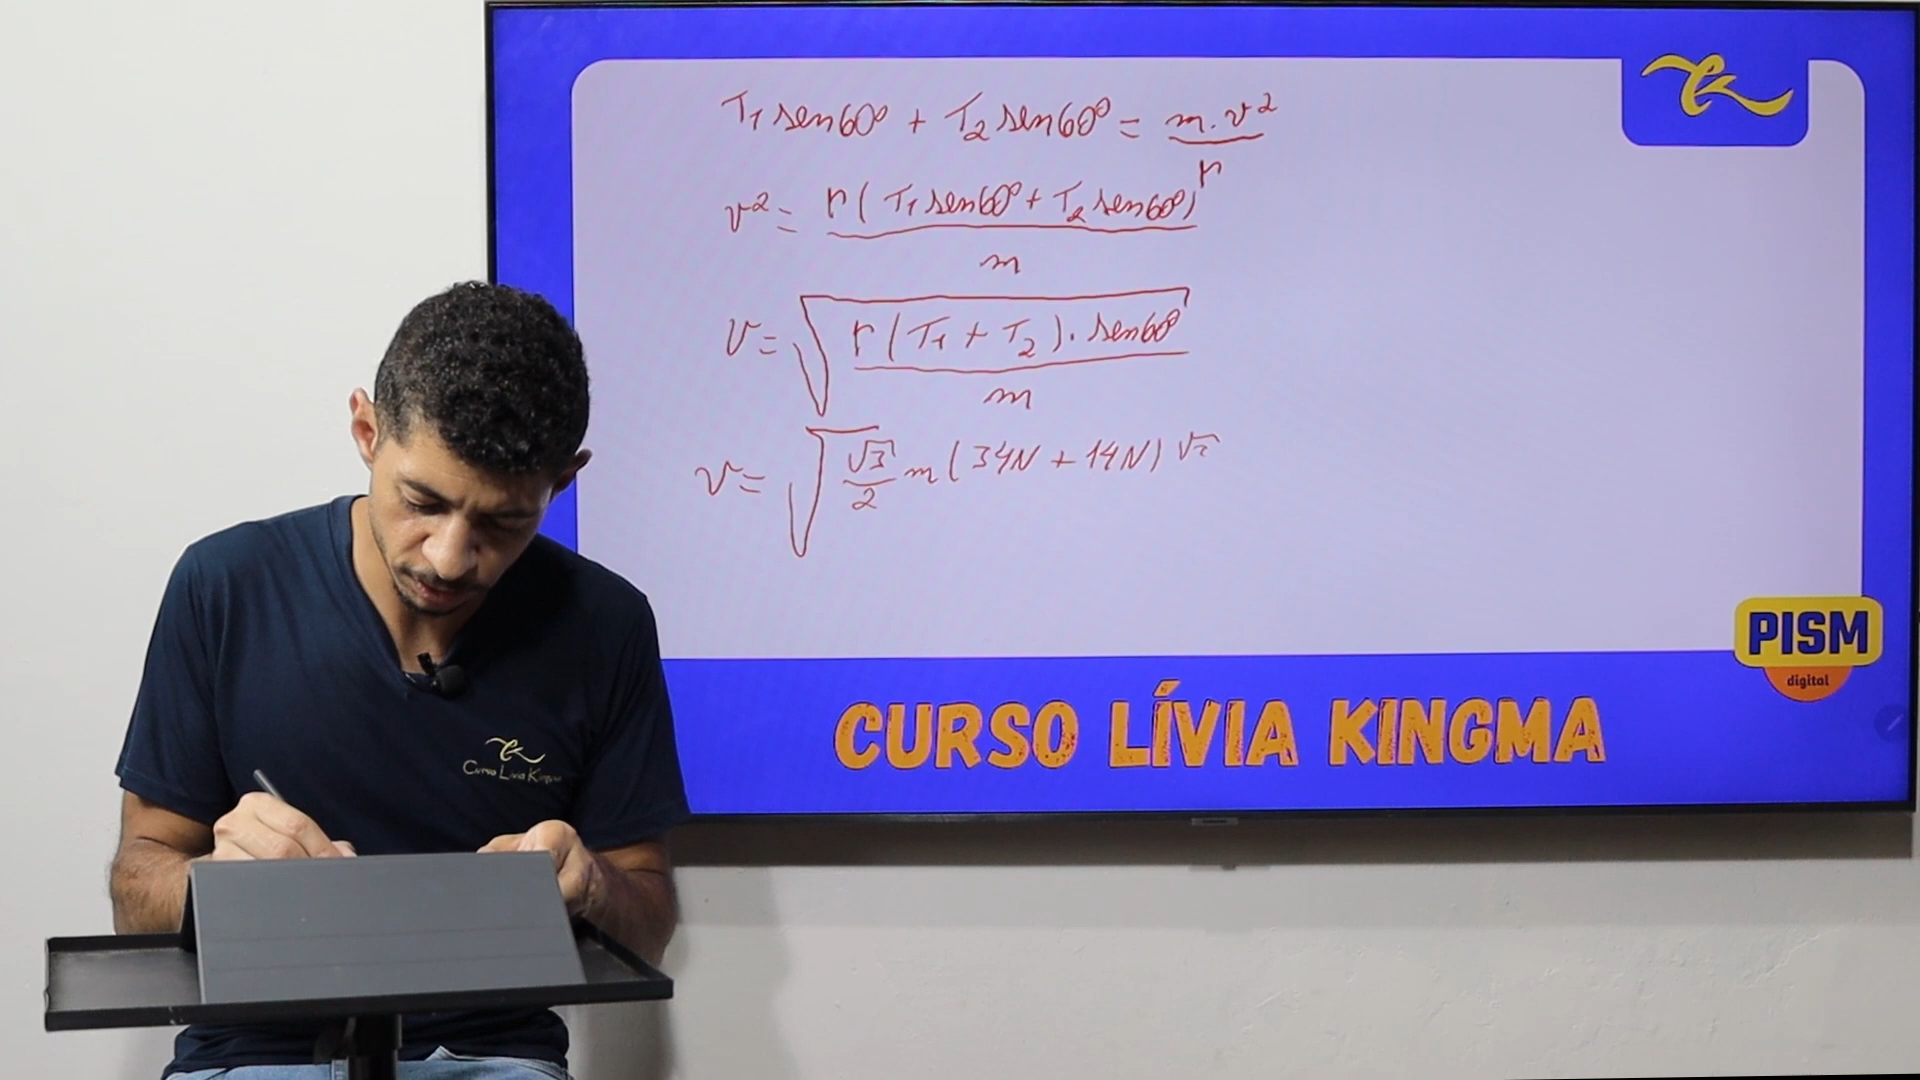 T₁ sen60° + T₂ sen60° = m.v²/r
v² = r(T₁ sen60° + T₂ sen60°)/m
v = √(r(T₁ + T₂).sen60°/m)
v = √ √3/2 m(34N + 14N) √3
PISM
digital
CURSO LÍVIA KINGMA
Curso Lívia Kingma